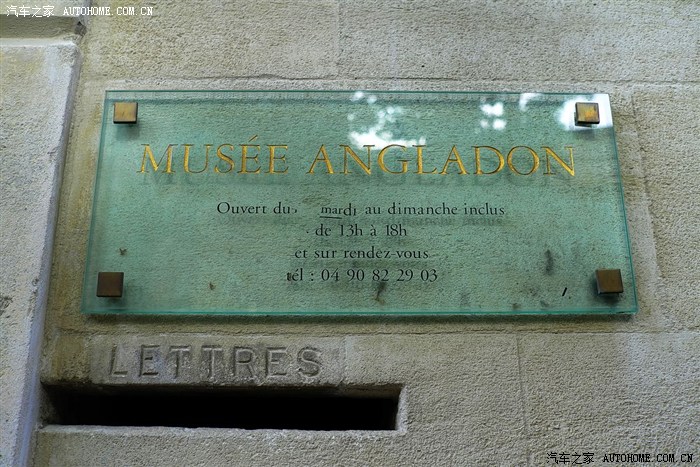 汽车之家 AUTOHOME.COM.CN
MUSÉE ANGLADON
Ouvert du mardi au dimanche inclus
de 13h à 18h
et sur rendez-vous
tél : 04 90 82 29 03
LETTRES
汽车之家 AUTOHOME.COM.CN